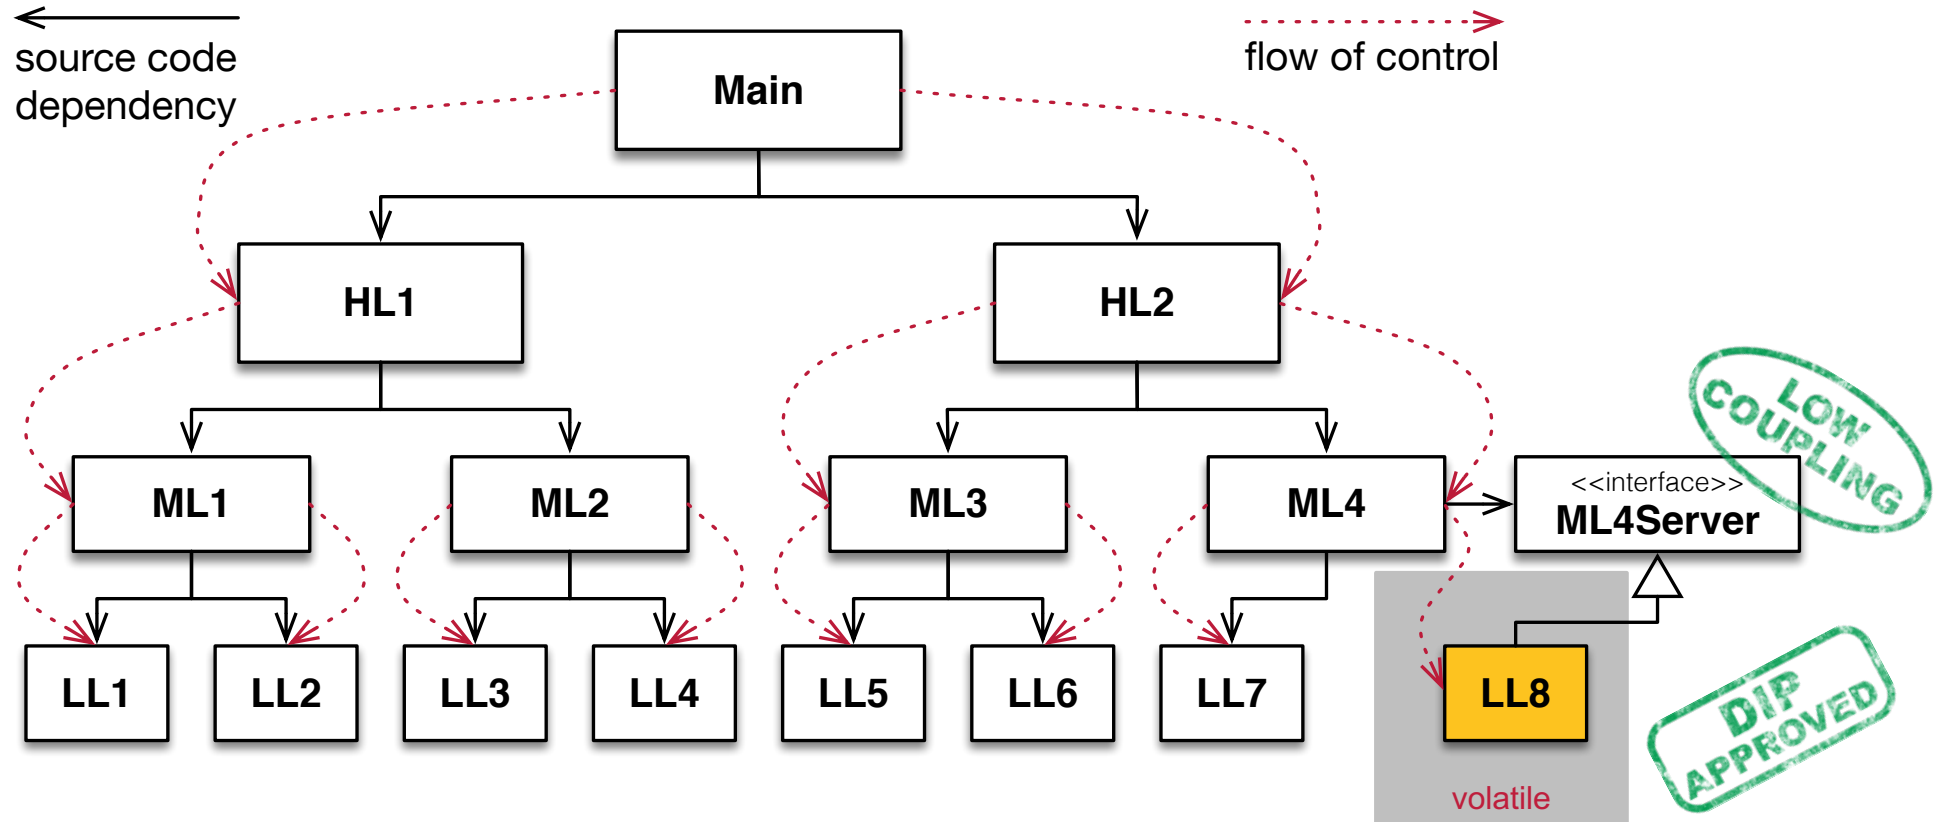 source code
dependency
flow of control
Main
HL1
HL2
LOW
COUPLING
ML1
ML2
ML3
ML4
<<interface>>
ML4Server
LL1
LL2
LL3
LL4
LL5
LL6
LL7
LL8
DIP
APPROVED
volatile